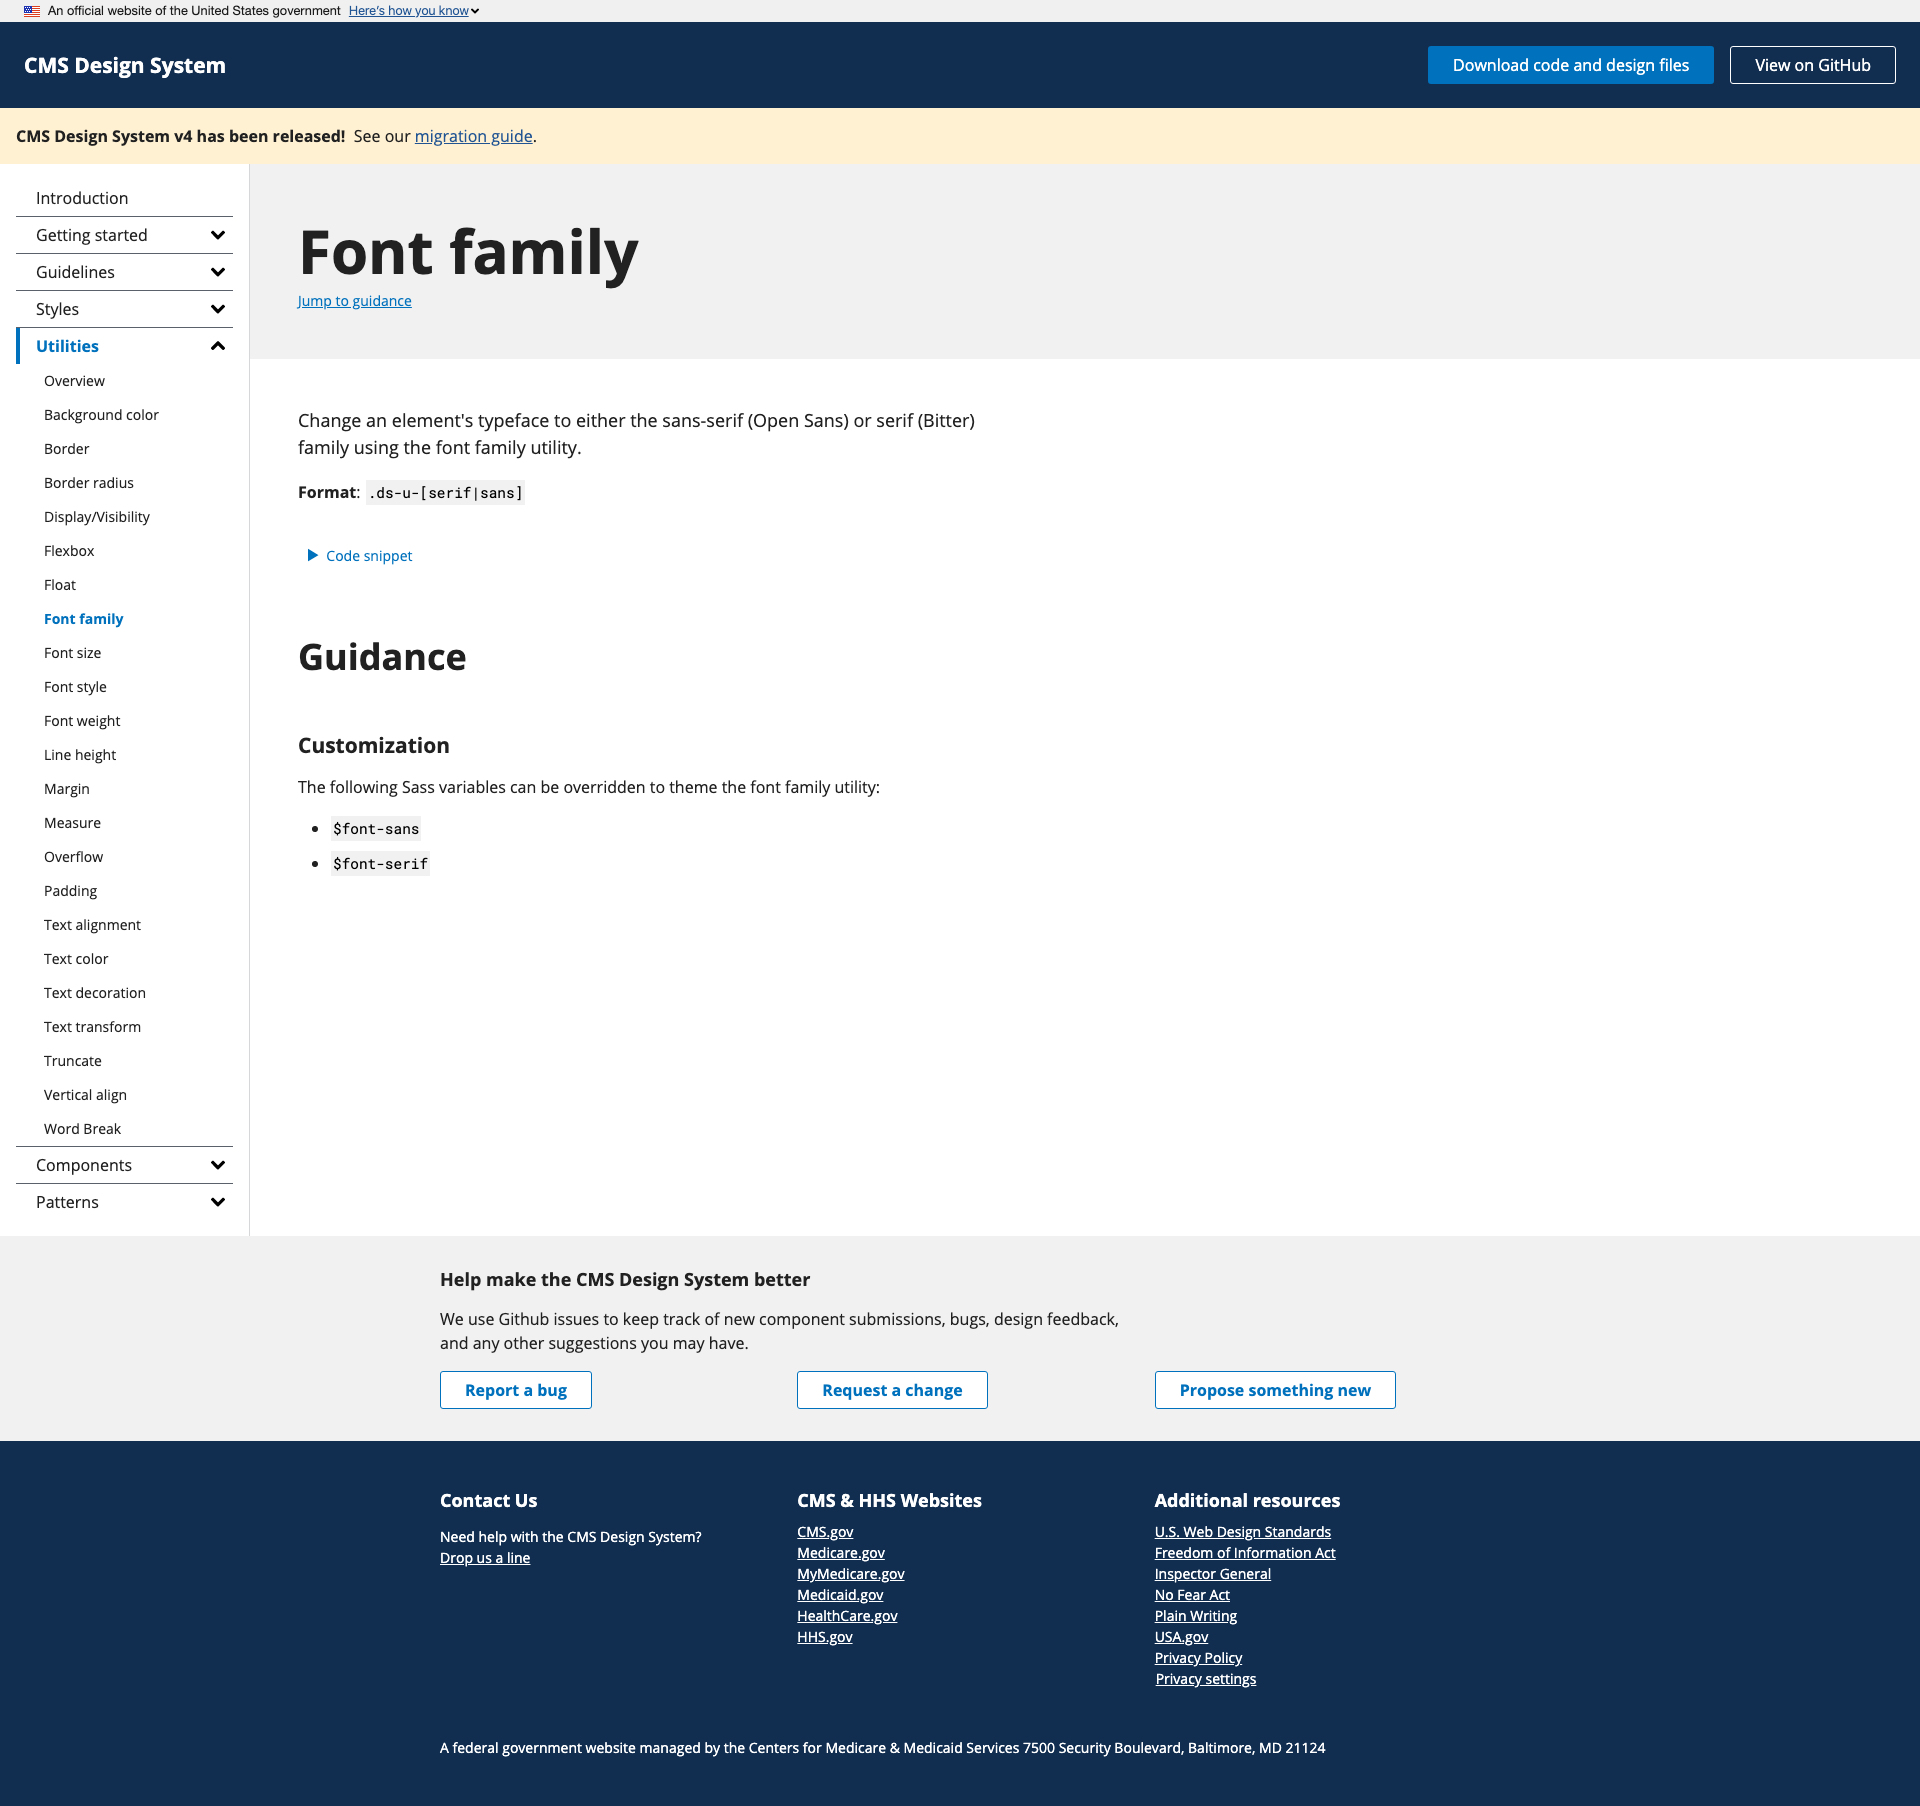 An official website of the United States government Here's how you know
CMS Design System
Download code and design files
View on GitHub
CMS Design System v4 has been released! See our migration guide.
Introduction
Getting started
Guidelines
Styles
Utilities
Overview
Background color
Border
Border radius
Display/Visibility
Flexbox
Float
Font family
Font size
Font style
Font weight
Line height
Margin
Measure
Overflow
Padding
Text alignment
Text color
Text decoration
Text transform
Truncate
Vertical align
Word Break
Components
Patterns
Font family
Jump to guidance
Change an element's typeface to either the sans-serif (Open Sans) or serif (Bitter)
family using the font family utility.
Format: .ds-u-[serif|sans]
Code snippet
Guidance
Customization
The following Sass variables can be overridden to theme the font family utility:
$font-sans
$font-serif
Help make the CMS Design System better
We use Github issues to keep track of new component submissions, bugs, design feedback,
and any other suggestions you may have.
Report a bug
Request a change
Propose something new
Contact Us
Need help with the CMS Design System?
Drop us a line
CMS & HHS Websites
CMS.gov
Medicare.gov
MyMedicare.gov
Medicaid.gov
HealthCare.gov
HHS.gov
Additional resources
U.S. Web Design Standards
Freedom of Information Act
Inspector General
No Fear Act
Plain Writing
USA.gov
Privacy Policy
Privacy settings
A federal government website managed by the Centers for Medicare & Medicaid Services 7500 Security Boulevard, Baltimore, MD 21124